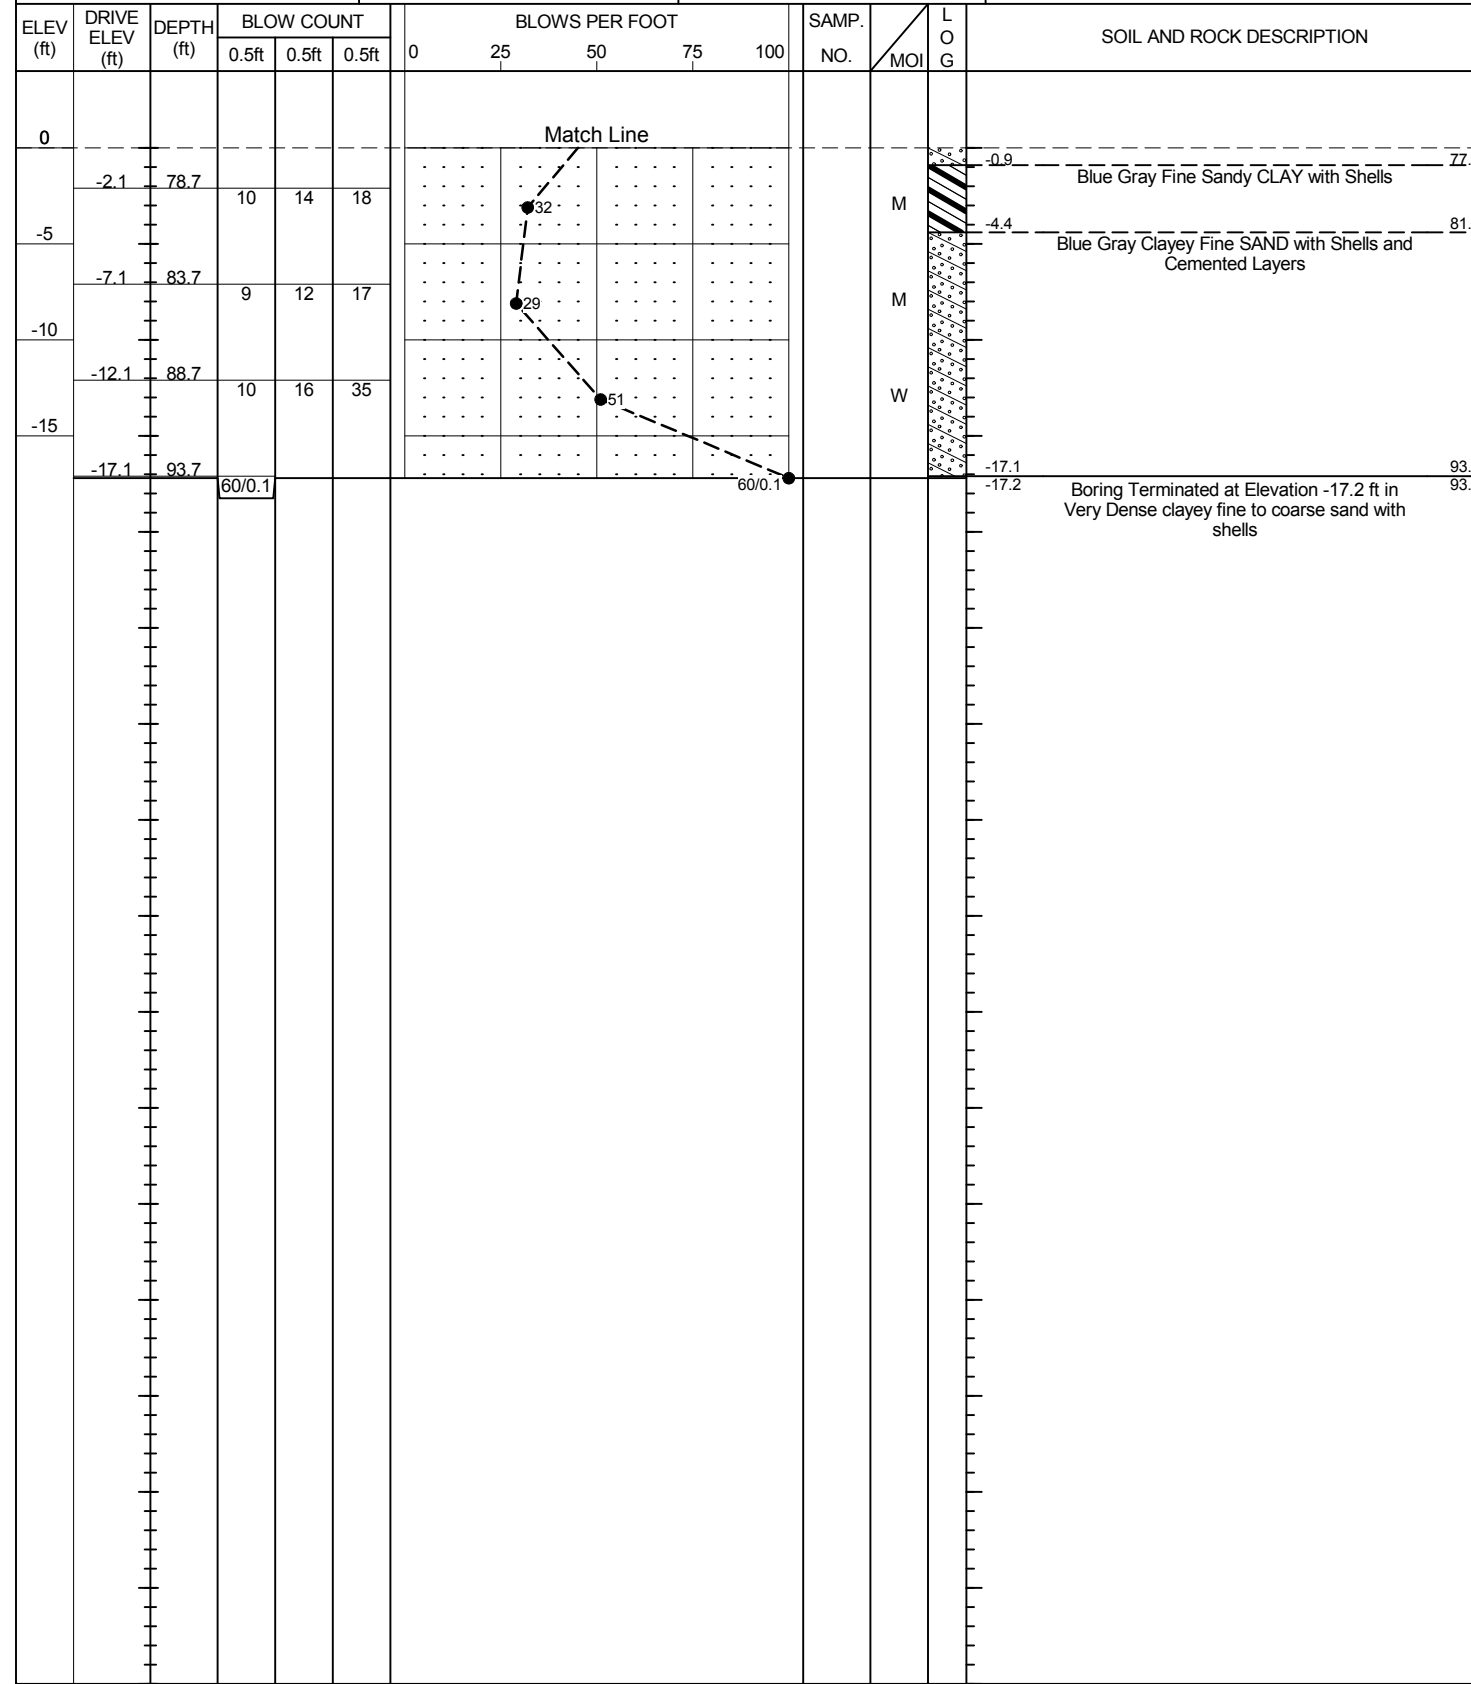 ELEV (ft) DRIVE ELEV (ft) DEPTH (ft) BLOW COUNT BLOWS PER FOOT SAMP. NO. MOI LOG SOIL AND ROCK DESCRIPTION
0.5ft 0.5ft 0.5ft 0 25 50 75 100
0 Match Line
-0.9 77.
-2.1 78.7 Blue Gray Fine Sandy CLAY with Shells
10 14 18 32 M
-5 -4.4 81.
Blue Gray Clayey Fine SAND with Shells and
Cemented Layers
-7.1 83.7
9 12 17 29 M
-10
-12.1 88.7
10 16 35 51 W
-15
-17.1 93.7 -17.1 93.
60/0.1 60/0.1 -17.2 93.
Boring Terminated at Elevation -17.2 ft in
Very Dense clayey fine to coarse sand with
shells